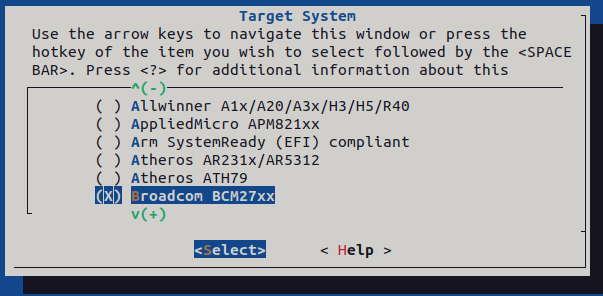 Target System
Use the arrow keys to navigate this window or press the
hotkey of the item you wish to select followed by the <SPACE
BAR>. Press <?> for additional information about this
^(-)
( ) Allwinner A1x/A20/A3x/H3/H5/R40
( ) AppliedMicro APM821xx
( ) Arm SystemReady (EFI) compliant
( ) Atheros AR231x/AR5312
( ) Atheros ATH79
(X) Broadcom BCM27xx
v(+)
<Select> < Help >